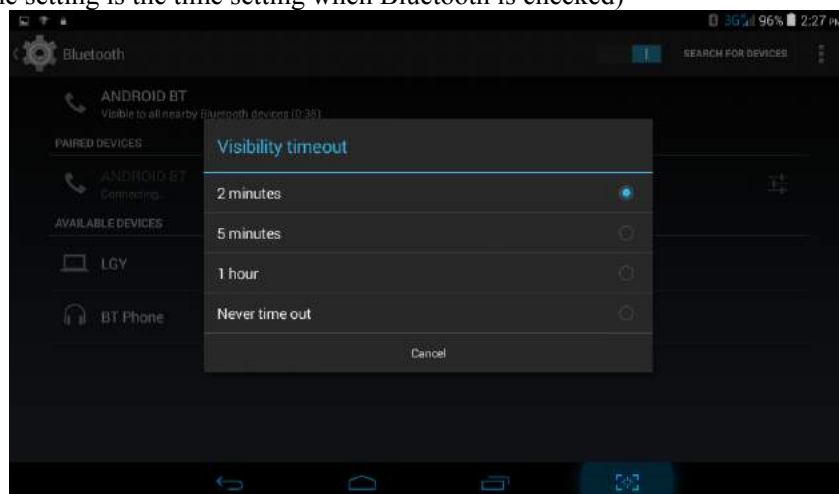 e setting is the time setting when Bluetooth is checked)
3G 96% 2:27 PM
Bluetooth
SEARCH FOR DEVICES
ANDROID BT
Visible to all nearby Bluetooth devices (0:38)
PAIRED DEVICES
Visibility timeout
ANDROID BT
Connecting...
2 minutes
AVAILABLE DEVICES
5 minutes
LGY
1 hour
BT Phone
Never time out
Cancel